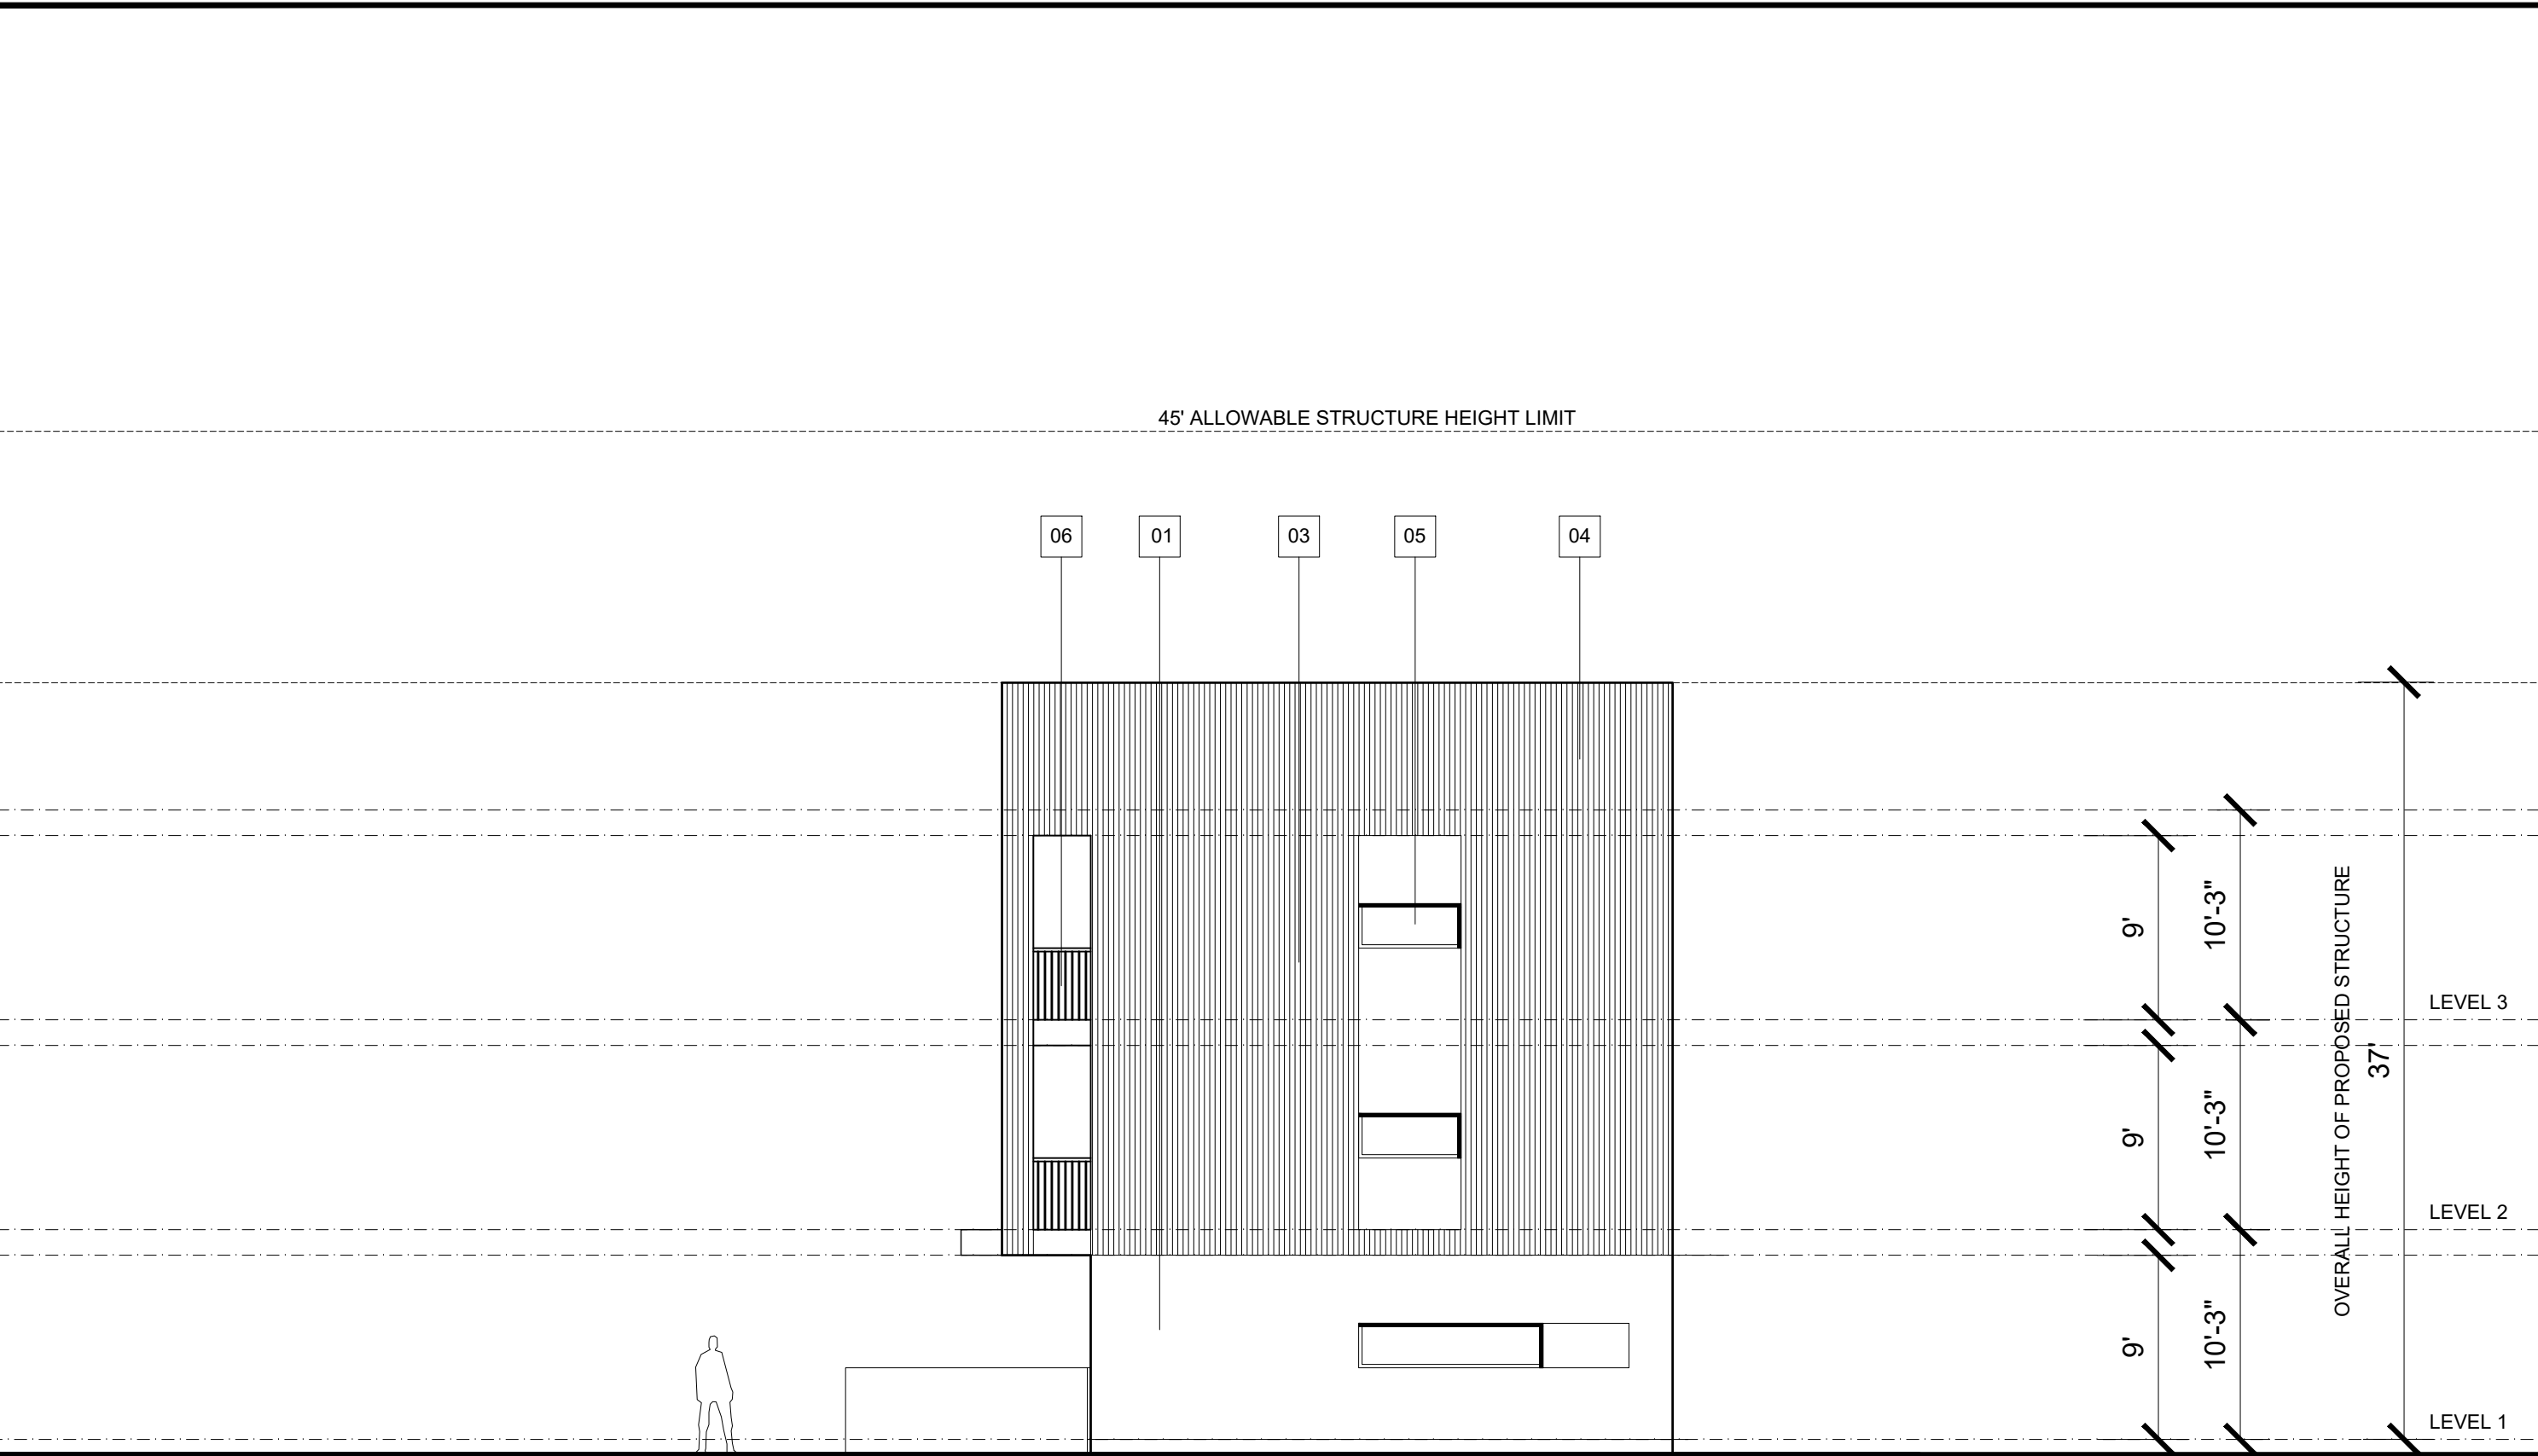 45' ALLOWABLE STRUCTURE HEIGHT LIMIT
06
01
03
05
04
9'
10'-3"
LEVEL 3
OVERALL HEIGHT OF PROPOSED STRUCTURE
37'
9'
10'-3"
LEVEL 2
9'
10'-3"
LEVEL 1